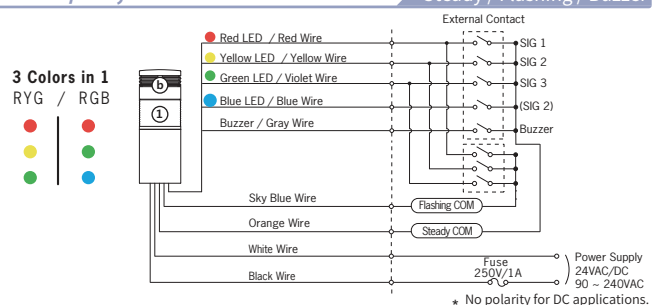 Steady / Flashing / Buzzer
External Contact
Red LED / Red Wire
SIG 1
Yellow LED / Yellow Wire
SIG 2
3 Colors in 1
Green LED / Violet Wire
SIG 3
RYG / RGB
b
Blue LED / Blue Wire
(SIG 2)
1
Buzzer / Gray Wire
Buzzer
Sky Blue Wire
Flashing COM
Orange Wire
Steady COM
White Wire
Fuse
Power Supply
Black Wire
250V/1A
24VAC/DC
90 ~ 240VAC
* No polarity for DC applications.